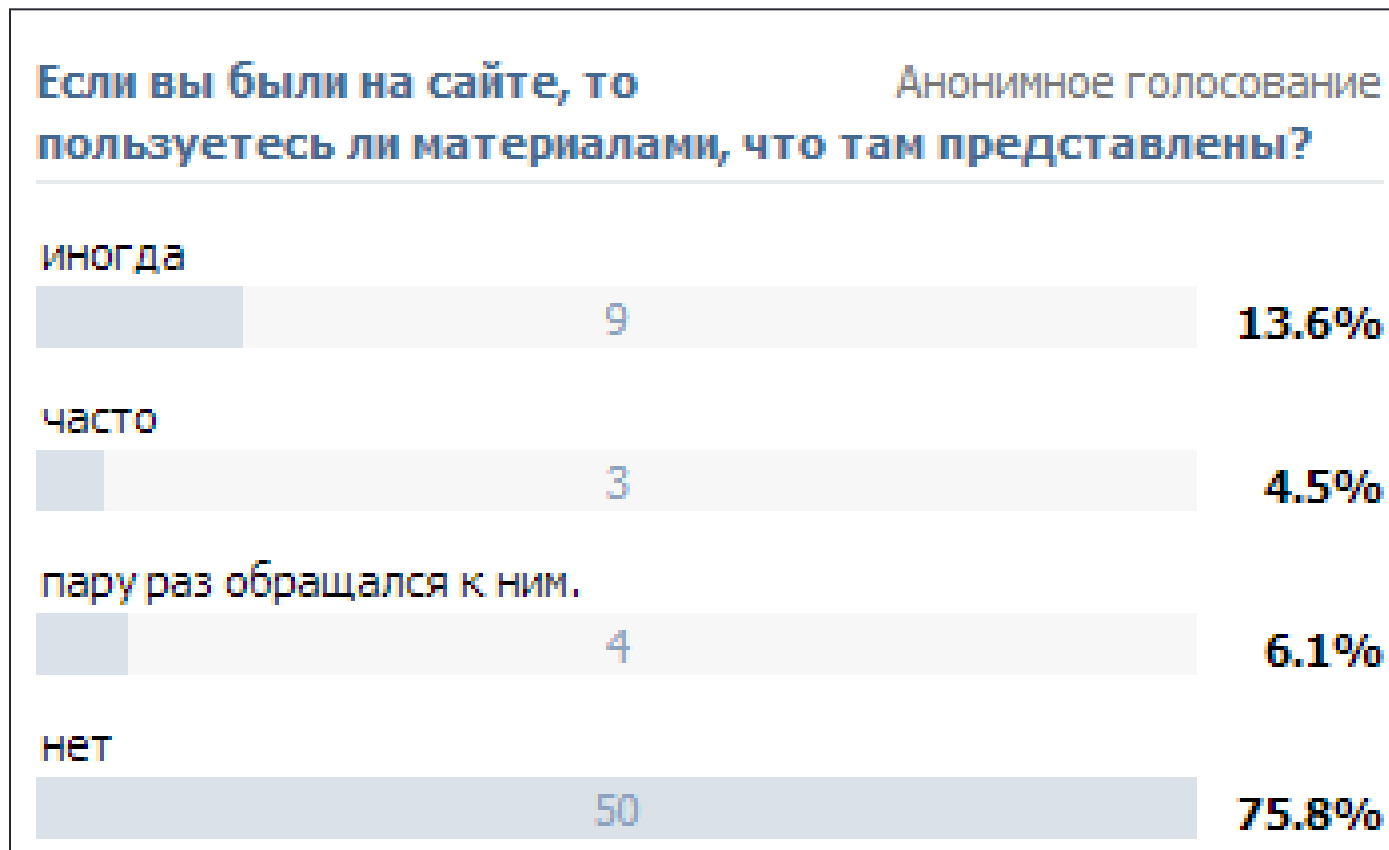 Если вы были на сайте, то
Анонимное голосование
пользуетесь ли материалами, что там представлены?
иногда
9
13.6%
часто
3
4.5%
пару раз обращался к ним.
4
6.1%
нет
50
75.8%